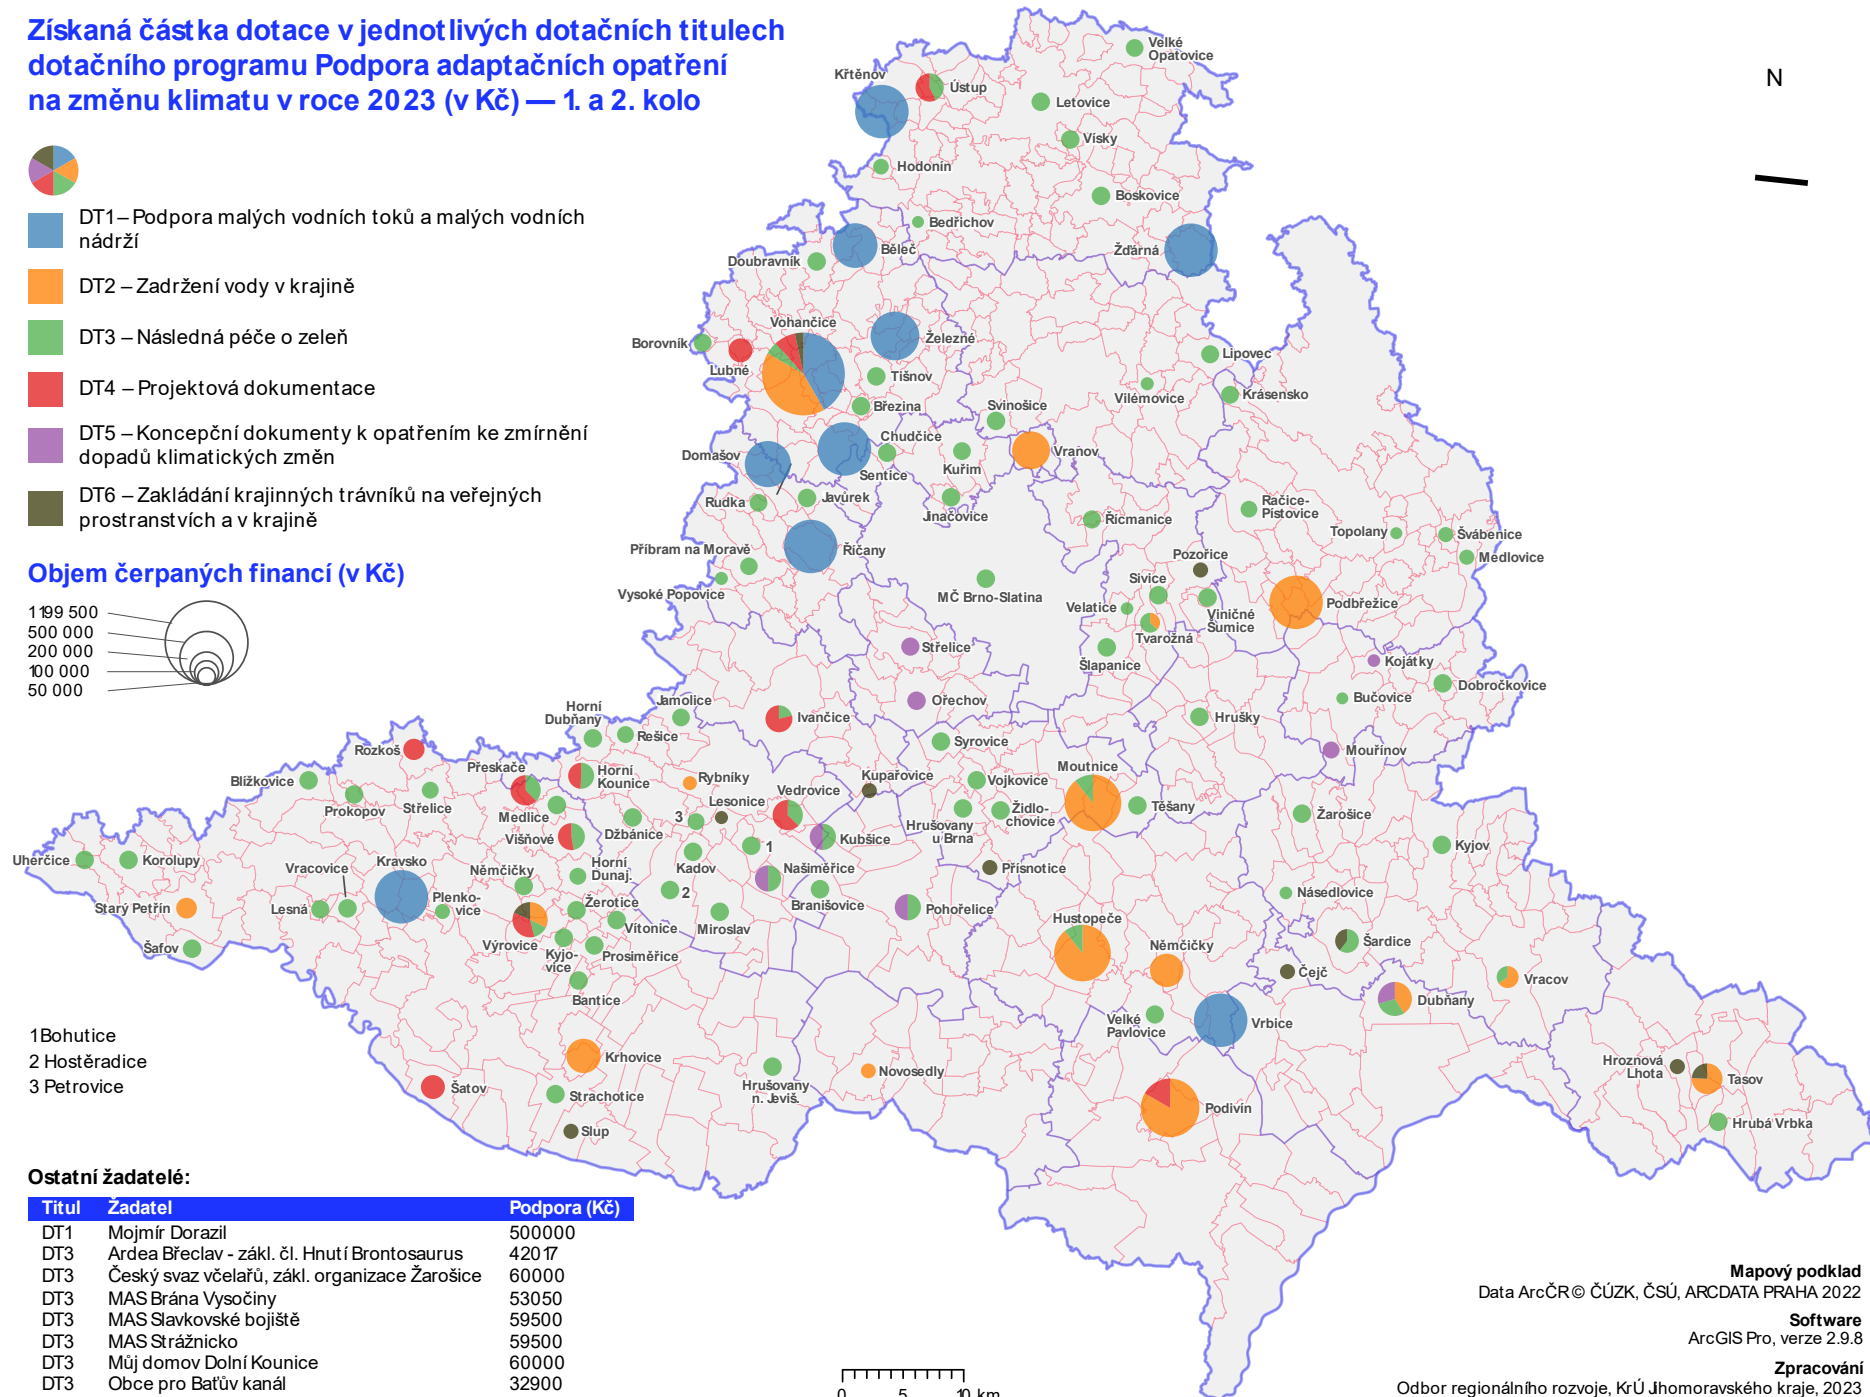 Získaná částka dotace v jednotlivých dotačních titulech
dotačního programu Podpora adaptačních opatření
na změnu klimatu v roce 2023 (v Kč) — 1. a 2. kolo
DT1 – Podpora malých vodních toků a malých vodních
nádrží
DT2 – Zadržení vody v krajině
DT3 – Následná péče o zeleň
DT4 – Projektová dokumentace
DT5 – Koncepční dokumenty k opatřením ke zmírnění
dopadů klimatických změn
DT6 – Zakládání krajinných trávníků na veřejných
prostranstvích a v krajině
Objem čerpaných financí (v Kč)
1 199 500
500 000
200 000
100 000
50 000
N
Velké
Opatovice
Křtěnov
Ústup
Letovice
Vísky
Hodonín
Boskovice
Bedřichov
Běleč
Žďárná
Doubravník
Vohančice
Borovník
Železné
Lubné
Lipovec
Tišnov
Vilémovice
Krásensko
Březina
Svinošice
Chudčice
Domašov
Kuřim
Vranov
Sentice
Rudka
Javůrek
Jinačovice
Říčmanice
Račice-
Pístovice
Topolany
Švábenice
Medlovice
Příbram na Moravě
Říčany
Pozořice
Vysoké Popovice
MČ Brno-Slatina
Sivice
Velatice
Viničné
Šumice
Podbřežice
Tvarožná
Střelice
Šlapanice
Kojátky
Dobročkovice
Bučovice
Ořechov
Jamolice
Horní
Dubňany
Ivančice
Hrušky
Rešice
Syrovice
Mouřínov
Rozkoš
Přeskače
Blížkovice
Horní
Kounice
Rybníky
Kupařovice
Vojkovice
Moutnice
Prokopov
Střelice
Medlice
Lesonice
Vedrovice
Židlo-
chovice
Těšany
Žarošice
3
Džbánice
Višňové
Hrušovany
u Brna
Kubšice
1
Kyjov
Uherčice
Korolupy
Vracovice
Kravsko
Němčičky
Horní
Dunaj.
Kadov
Našiměřice
Přísnotice
2
Násedlovice
Starý Petřín
Lesná
Plenko-
vice
Žerotice
Branišovice
Pohořelice
Hustopeče
Vítonice
Miroslav
Šafov
Výrovice
Kyjo-
vice
Prosiměřice
Němčičky
Šardice
Čejč
Vracov
Bantice
Dubňany
Velké
Pavlovice
Vrbice
Krhovice
Hroznová
Lhota
Tasov
Šatov
Strachotice
Hrušovany
n. Jeviš.
Novosedly
Podivín
Hrubá Vrbka
Slup
1 Bohutice
2 Hostěradice
3 Petrovice
Ostatní žadatelé:
Titul Žadatel Podpora (Kč)
DT1 Mojmír Dorazil 500000
DT3 Ardea Břeclav - zákl. čl. Hnutí Brontosaurus 42017
DT3 Český svaz včelařů, zákl. organizace Žarošice 60000
DT3 MAS Brána Vysočiny 53050
DT3 MAS Slavkovské bojiště 59500
DT3 MAS Strážnicko 59500
DT3 Můj domov Dolní Kounice 60000
DT3 Obce pro Baťův kanál 32900
0 5 10 km
Mapový podklad
Data ArcČR © ČÚZK, ČSÚ, ARCDATA PRAHA 2022
Software
ArcGIS Pro, verze 2.9.8
Zpracování
Odbor regionálního rozvoje, KrÚ Jihomoravského kraje, 2023